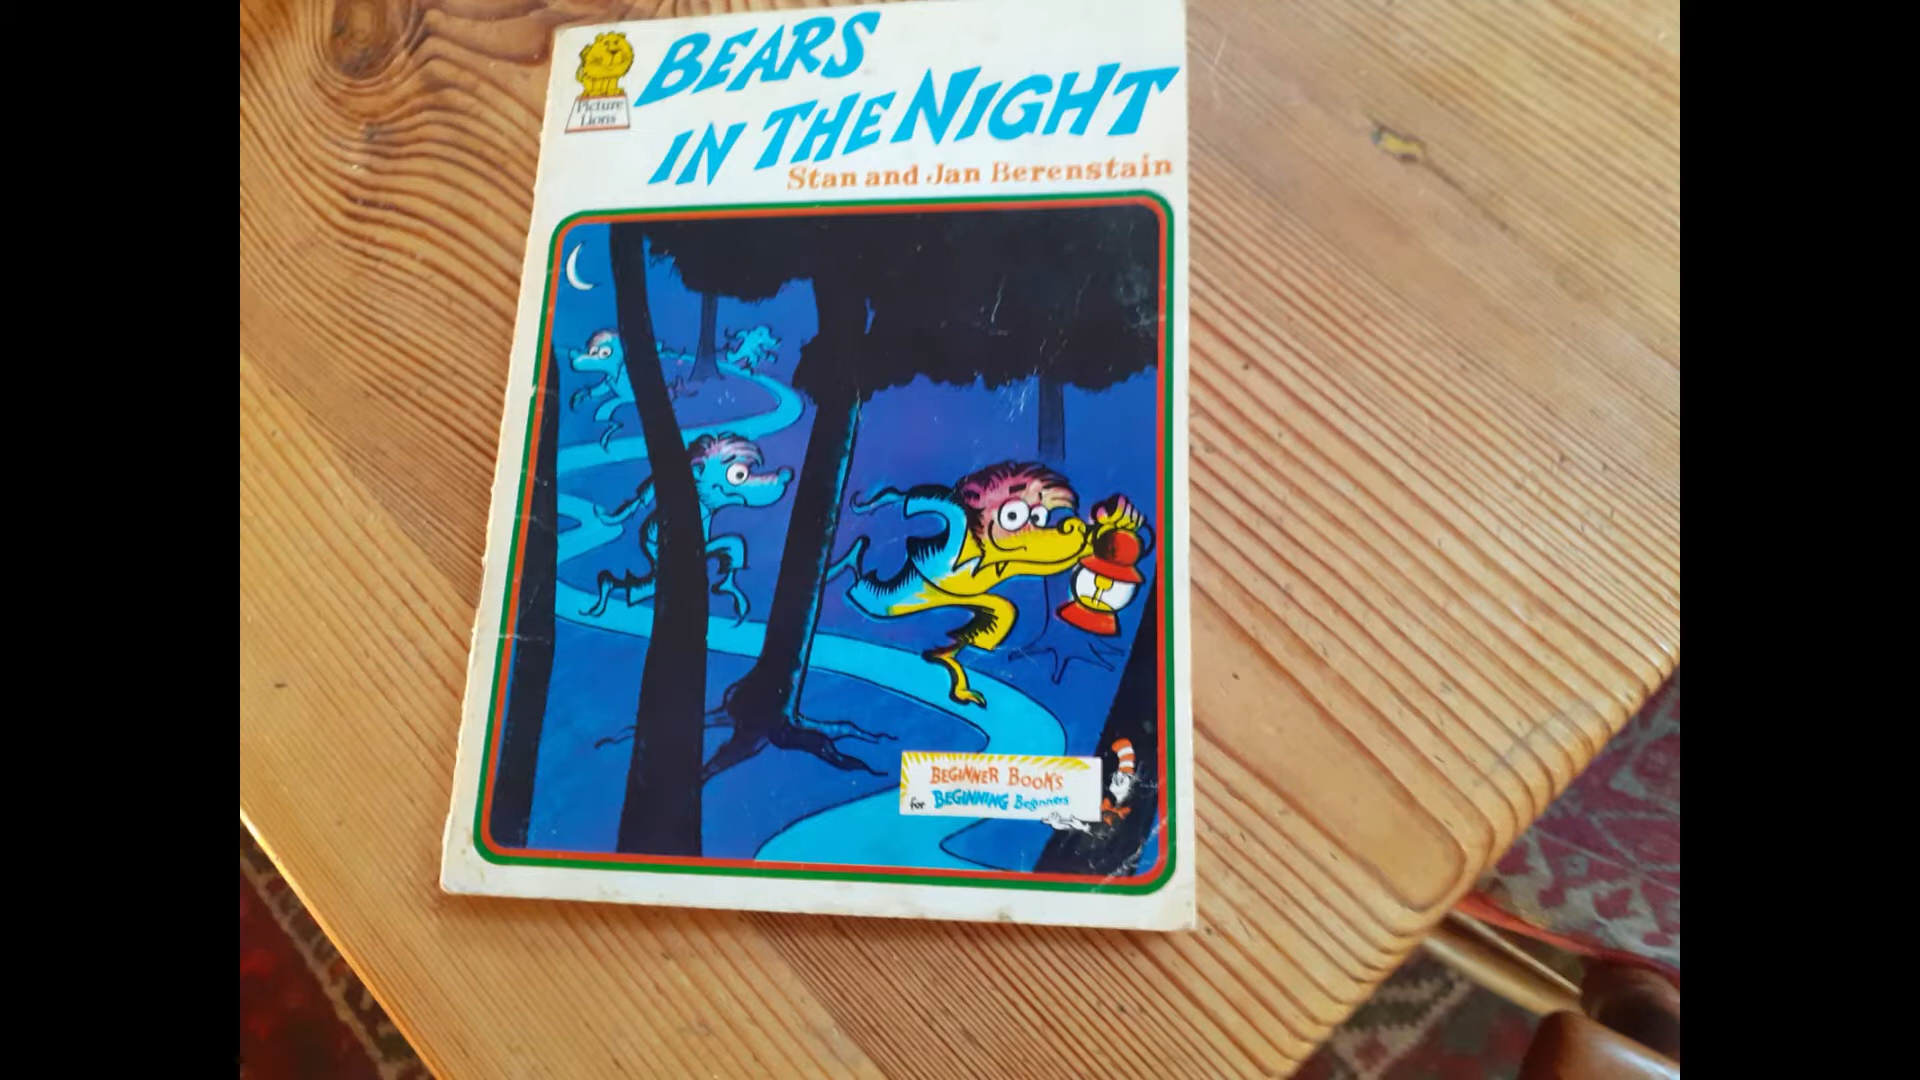 BEARS
IN THE NIGHT
Stan and Jan Berenstain
Picture
Lions
BEGINNER BOOKS
for BEGINNING Beginners